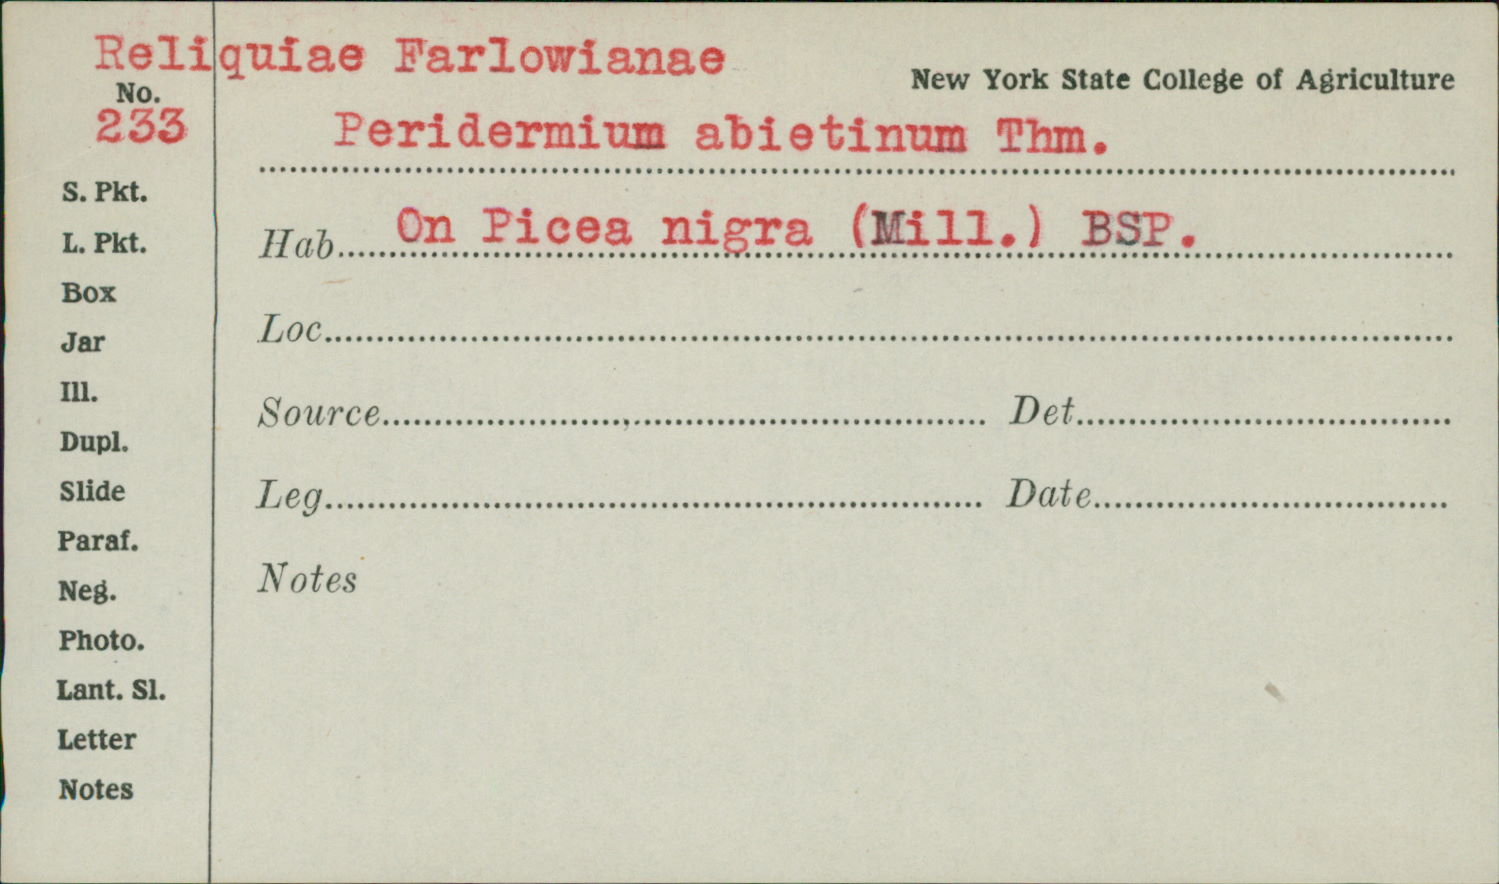 Reliquiae Farlowianae
New York State College of Agriculture
No.
233
Peridermium abietinum Thm.
S. Pkt.
L. Pkt.
Hab. On Picea nigra (Mill.) BSP.
Box
Jar
Loc.
Ill.
Source Det.
Dupl.
Slide
Leg. Date
Paraf.
Neg.
Notes
Photo.
Lant. Sl.
Letter
Notes